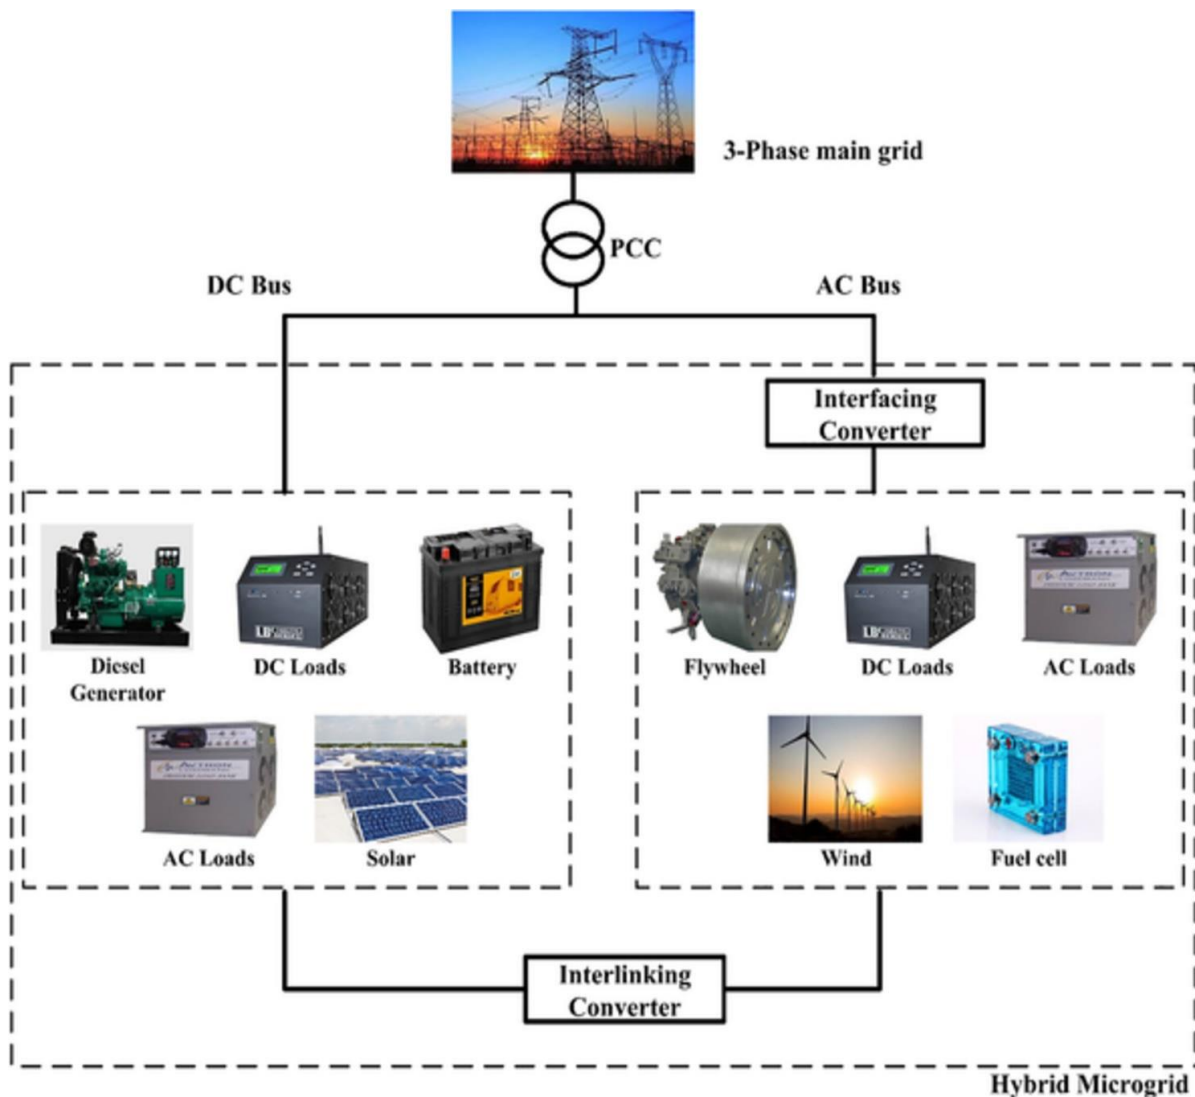 3-Phase main grid
PCC
DC Bus
AC Bus
Interfacing
Converter
Diesel
Generator
DC Loads
Battery
Flywheel
DC Loads
AC Loads
AC Loads
Solar
Wind
Fuel cell
Interlinking
Converter
Hybrid Microgrid